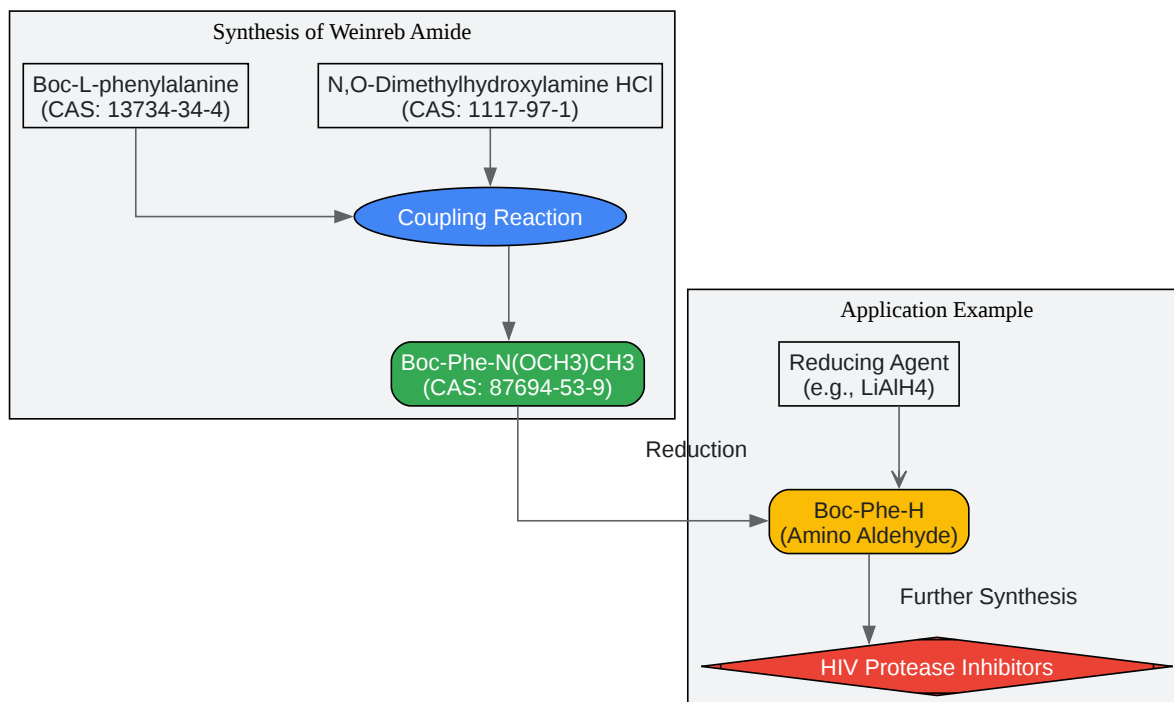 Synthesis of Weinreb Amide
Boc-L-phenylalanine
(CAS: 13734-34-4)
N,O-Dimethylhydroxylamine HCl
(CAS: 1117-97-1)
Coupling Reaction
Boc-Phe-N(OCH3)CH3
(CAS: 87694-53-9)
Application Example
Reducing Agent
(e.g., LiAlH4)
Reduction
Boc-Phe-H
(Amino Aldehyde)
Further Synthesis
HIV Protease Inhibitors